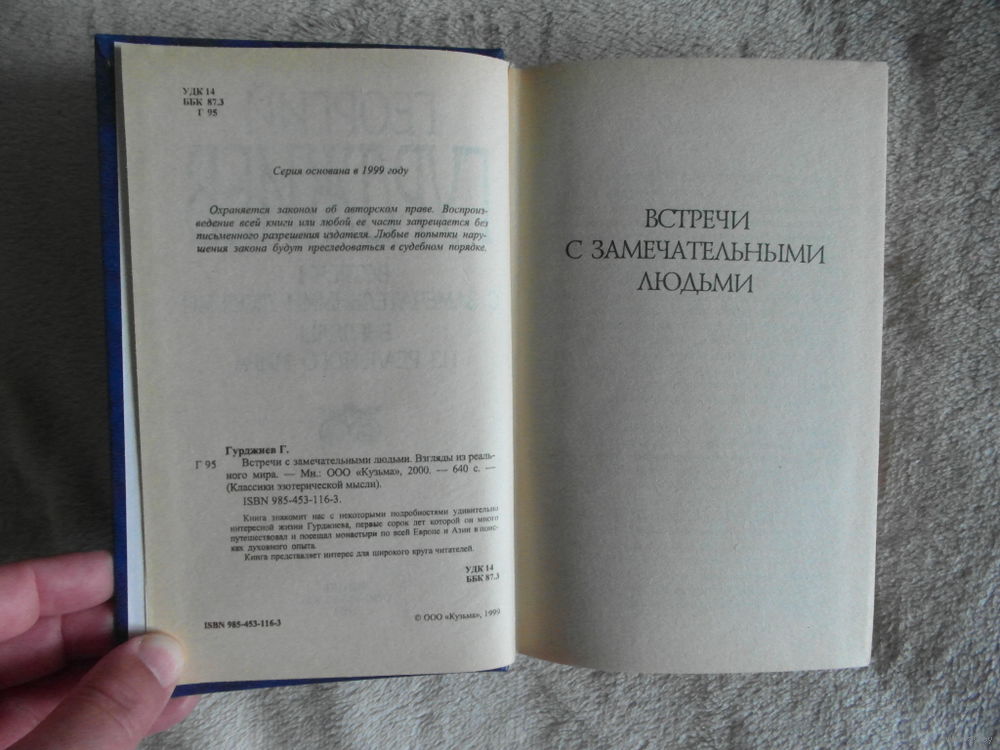 УДК 14
ББК 87.3
Г 95
Серия основана в 1999 году
Охраняется законом об авторском праве. Воспроиз-
ведение всей книги или любой ее части запрещается без
письменного разрешения издателя. Любые попытки нару-
шения закона будут преследоваться в судебном порядке.
Гурджиев Г.
Г 95 Встречи с замечательными людьми. Взгляды из реаль-
ного мира. — Мн.: ООО «Кузьма», 2000. — 640 с. —
(Классики эзотерической мысли).
ISBN 985-453-116-3.
Книга знакомит нас с некоторыми подробностями удивительно
интересной жизни Гурджиева, первые сорок лет которой он много
путешествовал и посещал монастыри по всей Европе и Азии в поис-
ках духовного опыта.
Книга представляет интерес для широкого круга читателей.
УДК 14
ББК 87.3
ISBN 985-453-116-3
© ООО «Кузьма», 1999
ВСТРЕЧИ
С ЗАМЕЧАТЕЛЬНЫМИ
ЛЮДЬМИ